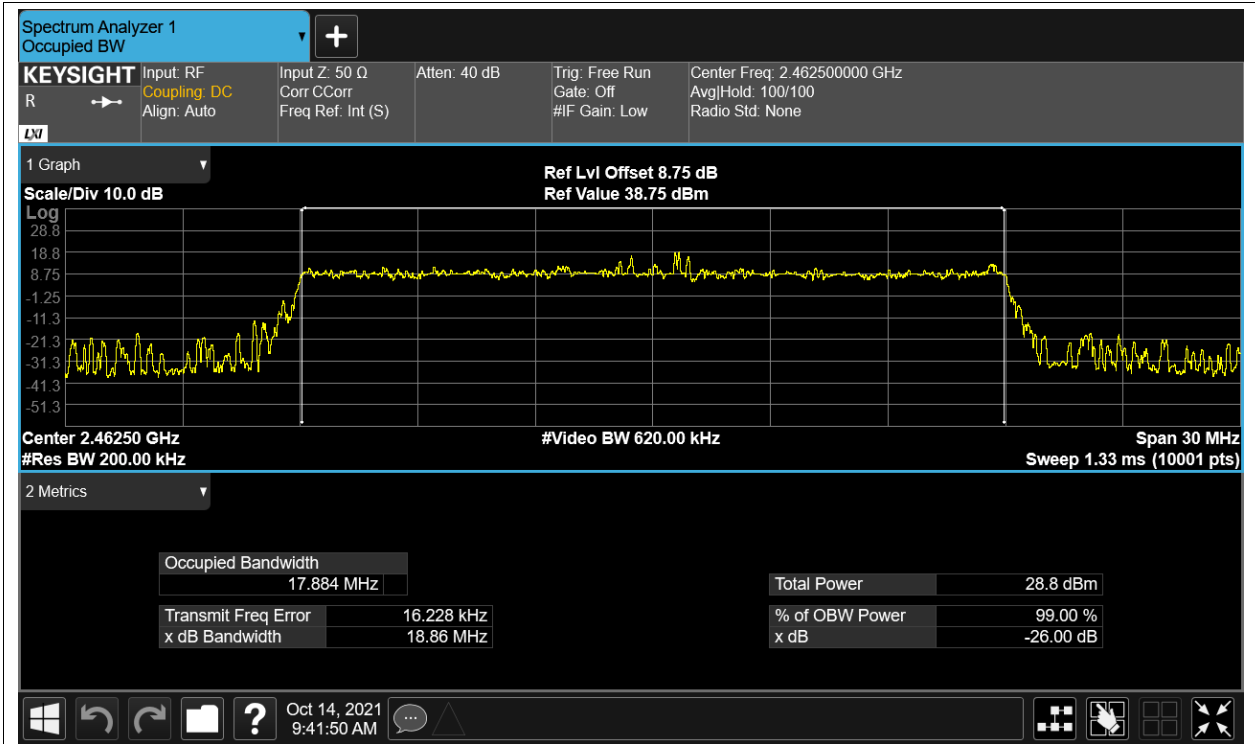 Spectrum Analyzer 1
Occupied BW
+
KEYSIGHT Input: RF Input Z: 50 Ω Atten: 40 dB Trig: Free Run Center Freq: 2.462500000 GHz
R Coupling: DC Corr CCorr Gate: Off Avg|Hold: 100/100
Align: Auto Freq Ref: Int (S) #IF Gain: Low Radio Std: None
LXI
1 Graph
Ref Lvl Offset 8.75 dB
Scale/Div 10.0 dB Ref Value 38.75 dBm
Log
28.8
18.8
8.75
-1.25
-11.3
-21.3
-31.3
-41.3
-51.3
Center 2.46250 GHz #Video BW 620.00 kHz Span 30 MHz
#Res BW 200.00 kHz Sweep 1.33 ms (10001 pts)
2 Metrics
Occupied Bandwidth
17.884 MHz Total Power 28.8 dBm
Transmit Freq Error 16.228 kHz % of OBW Power 99.00 %
x dB Bandwidth 18.86 MHz x dB -26.00 dB
? Oct 14, 2021
9:41:50 AM